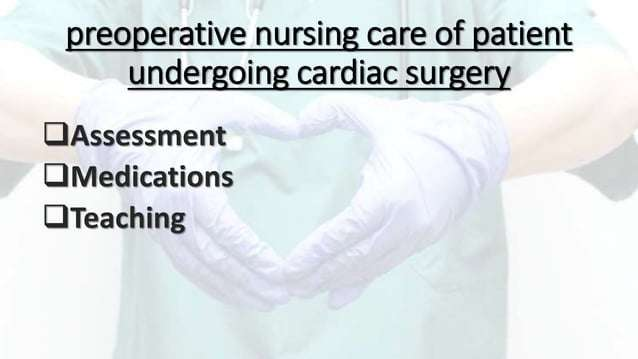 preoperative nursing care of patient
undergoing cardiac surgery
❑Assessment
❑Medications
❑Teaching